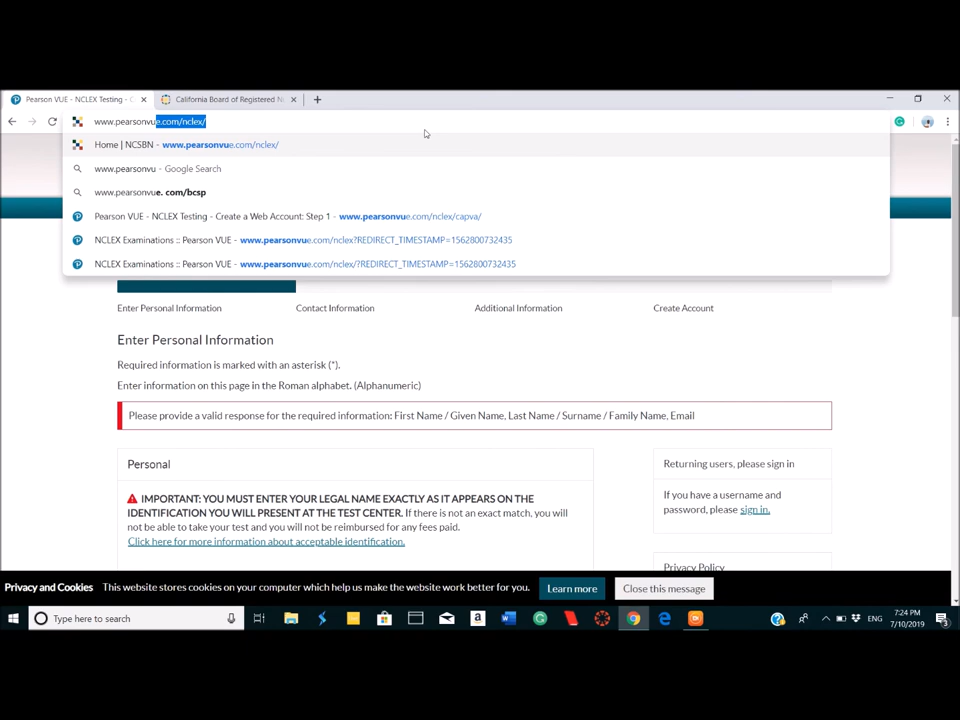 Pearson VUE - NCLEX Testing -
California Board of Registered N
www.pearsonvue.com/nclex/
Home | NCSBN - www.pearsonvue.com/nclex/
www.pearsonvu - Google Search
www.pearsonvue. com/bcsp
Pearson VUE - NCLEX Testing - Create a Web Account: Step 1 - www.pearsonvue.com/nclex/capva/
NCLEX Examinations :: Pearson VUE - www.pearsonvue.com/nclex?REDIRECT_TIMESTAMP=1562800732435
NCLEX Examinations :: Pearson VUE - www.pearsonvue.com/nclex/?REDIRECT_TIMESTAMP=1562800732435
Enter Personal Information
Contact Information
Additional Information
Create Account
Enter Personal Information
Required information is marked with an asterisk (*).
Enter information on this page in the Roman alphabet. (Alphanumeric)
Please provide a valid response for the required information: First Name / Given Name, Last Name / Surname / Family Name, Email
Personal
IMPORTANT: YOU MUST ENTER YOUR LEGAL NAME EXACTLY AS IT APPEARS ON THE
IDENTIFICATION YOU WILL PRESENT AT THE TEST CENTER. If there is not an exact match, you will
not be able to take your test and you will not be reimbursed for any fees paid.
Click here for more information about acceptable identification.
Returning users, please sign in
If you have a username and
password, please sign in.
Privacy Policy
Privacy and Cookies
This website stores cookies on your computer which help us make the website work better for you.
Learn more
Close this message
Type here to search
ENG
7:24 PM
7/10/2019